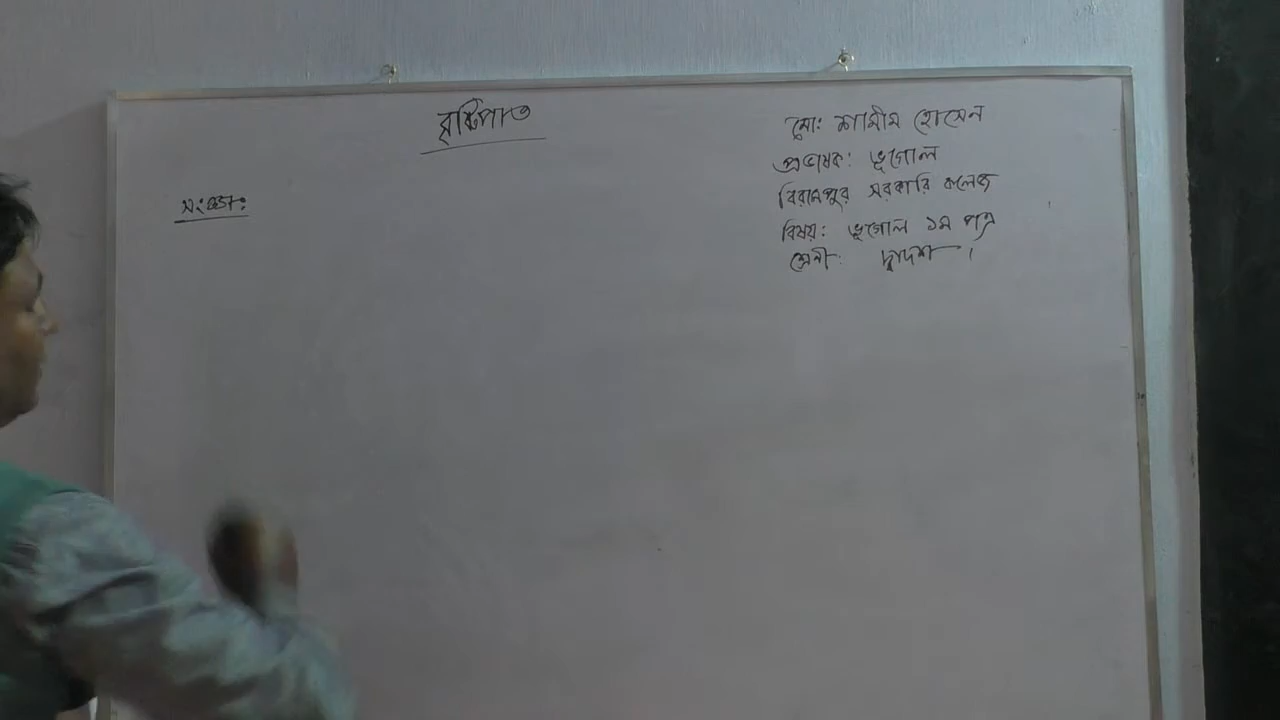 বৃষ্টিপাত
মোঃ শামীম হোসেন
প্রভাষক: ভূগোল
বিরামপুর সরকারি কলেজ
বিষয়: ভূগোল ১ম পত্র
শ্রেনী: দ্বাদশ।
সংজ্ঞা: